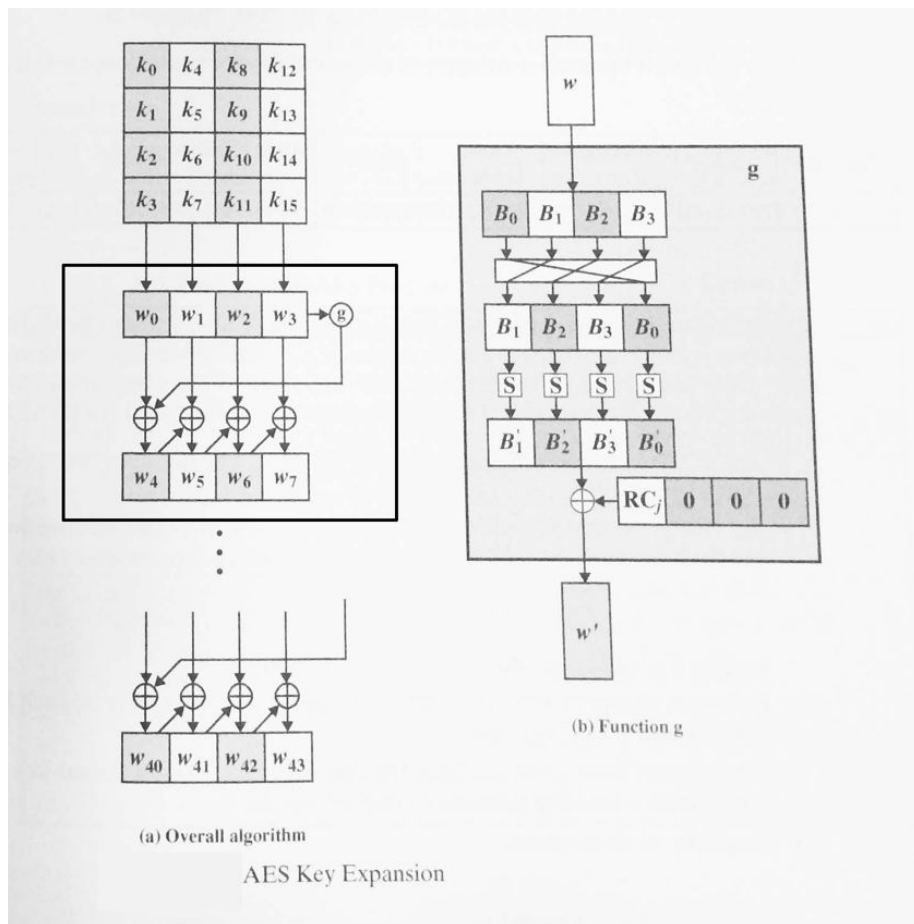 k0 k4 k8 k12
k1 k5 k9 k13
k2 k6 k10 k14
k3 k7 k11 k15
w0 w1 w2 w3 g
w4 w5 w6 w7
w40 w41 w42 w43
(a) Overall algorithm
w
g
B0 B1 B2 B3
B1 B2 B3 B0
S S S S
B'1 B'2 B'3 B'0
RCj 0 0 0
w'
(b) Function g
AES Key Expansion